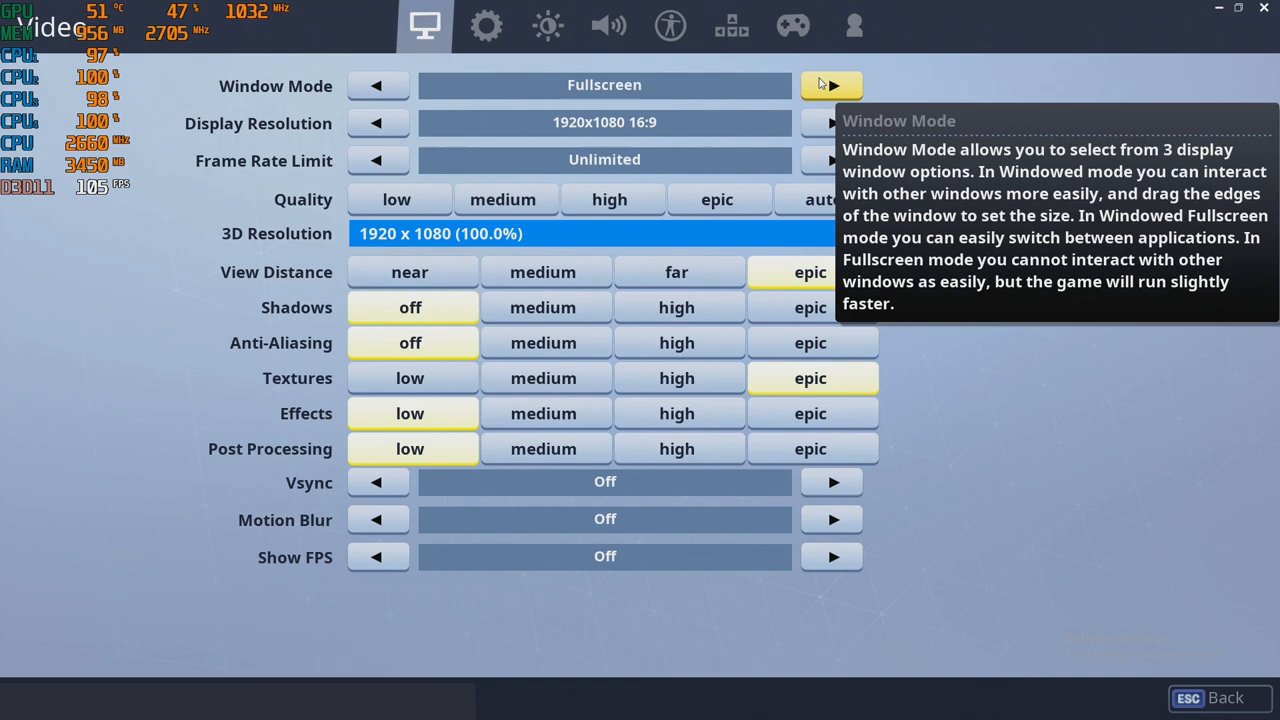 Video
GPU 51 °C 47 % 1032 MHz
MEM 956 MB 2705 MHz
CPU1 97 %
CPU2 100 %
CPU3 98 %
CPU4 100 %
CPU 2660 MHz
RAM 3450 MB
D3D11 105 FPS
Window Mode ◀ Fullscreen ▶
Display Resolution ◀ 1920x1080 16:9 ▶
Frame Rate Limit ◀ Unlimited ▶
Quality low medium high epic aut
3D Resolution 1920 x 1080 (100.0%)
View Distance near medium far epic
Shadows off medium high epic
Anti-Aliasing off medium high epic
Textures low medium high epic
Effects low medium high epic
Post Processing low medium high epic
Vsync ◀ Off ▶
Motion Blur ◀ Off ▶
Show FPS ◀ Off ▶
Window Mode
Window Mode allows you to select from 3 display
window options. In Windowed mode you can interact
with other windows more easily, and drag the edges
of the window to set the size. In Windowed Fullscreen
mode you can easily switch between applications. In
Fullscreen mode you cannot interact with other
windows as easily, but the game will run slightly
faster.
ESC Back